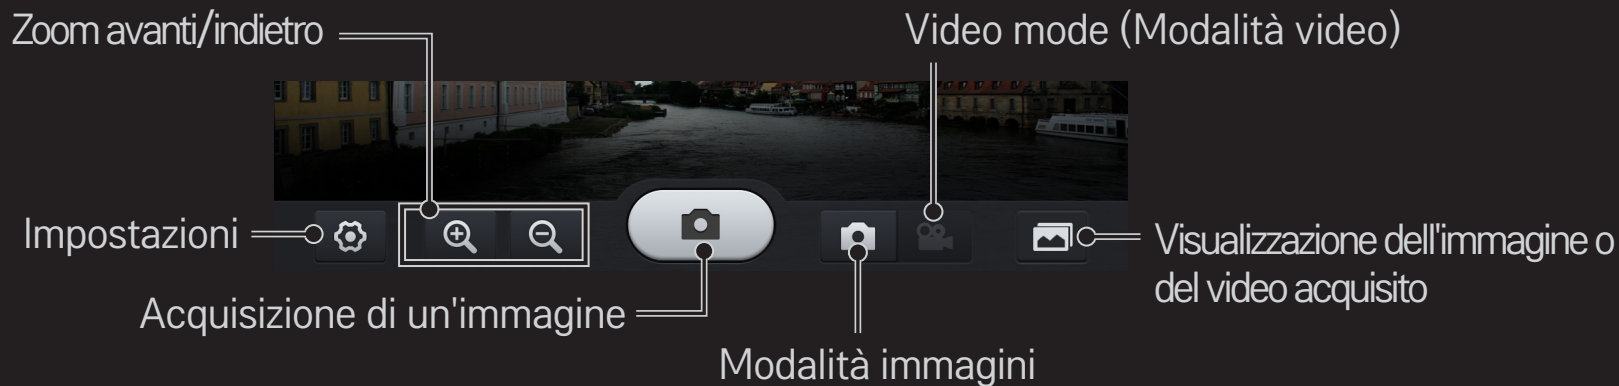 Zoom avanti/indietro
Video mode (Modalità video)
Impostazioni
Visualizzazione dell'immagine o
del video acquisito
Acquisizione di un'immagine
Modalità immagini